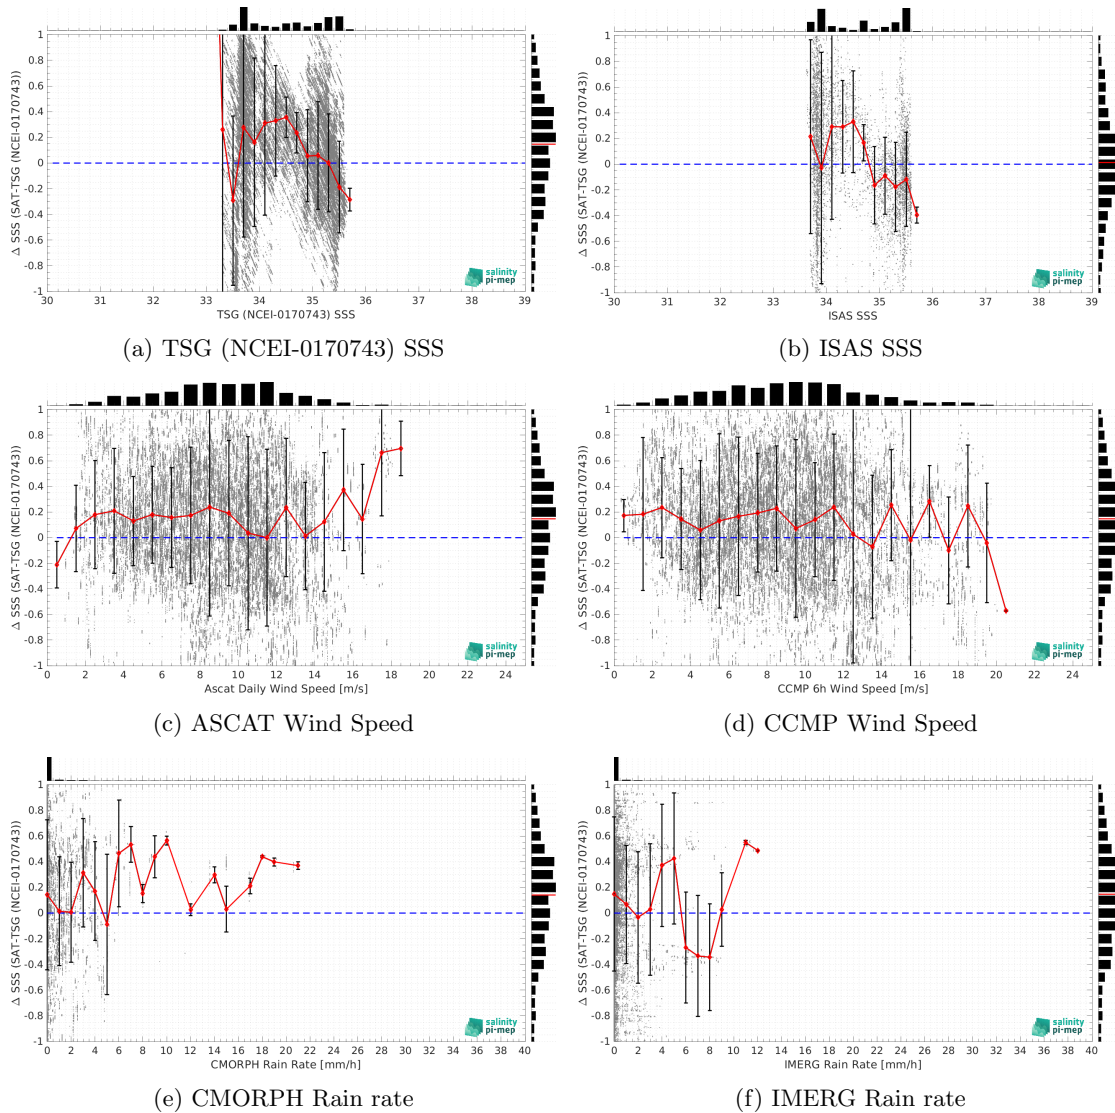 1
0.8
0.6
0.4
0.2
0
-0.2
-0.4
-0.6
-0.8
-1
Δ SSS (SAT-TSG (NCEI-0170743))
30 31 32 33 34 35 36 37 38 39
TSG (NCEI-0170743) SSS
salinity
pi-mep
(a) TSG (NCEI-0170743) SSS
1
0.8
0.6
0.4
0.2
0
-0.2
-0.4
-0.6
-0.8
-1
Δ SSS (SAT-TSG (NCEI-0170743))
30 31 32 33 34 35 36 37 38 39
ISAS SSS
salinity
pi-mep
(b) ISAS SSS
1
0.8
0.6
0.4
0.2
0
-0.2
-0.4
-0.6
-0.8
-1
Δ SSS (SAT-TSG (NCEI-0170743))
0 2 4 6 8 10 12 14 16 18 20 22 24
Ascat Daily Wind Speed [m/s]
salinity
pi-mep
(c) ASCAT Wind Speed
1
0.8
0.6
0.4
0.2
0
-0.2
-0.4
-0.6
-0.8
-1
Δ SSS (SAT-TSG (NCEI-0170743))
0 2 4 6 8 10 12 14 16 18 20 22 24
CCMP 6h Wind Speed [m/s]
salinity
pi-mep
(d) CCMP Wind Speed
1
0.8
0.6
0.4
0.2
0
-0.2
-0.4
-0.6
-0.8
-1
Δ SSS (SAT-TSG (NCEI-0170743))
0 2 4 6 8 10 12 14 16 18 20 22 24 26 28 30 32 34 36 38 40
CMORPH Rain Rate [mm/h]
salinity
pi-mep
(e) CMORPH Rain rate
1
0.8
0.6
0.4
0.2
0
-0.2
-0.4
-0.6
-0.8
-1
Δ SSS (SAT-TSG (NCEI-0170743))
0 2 4 6 8 10 12 14 16 18 20 22 24 26 28 30 32 34 36 38 40
IMERG Rain Rate [mm/h]
salinity
pi-mep
(f) IMERG Rain rate